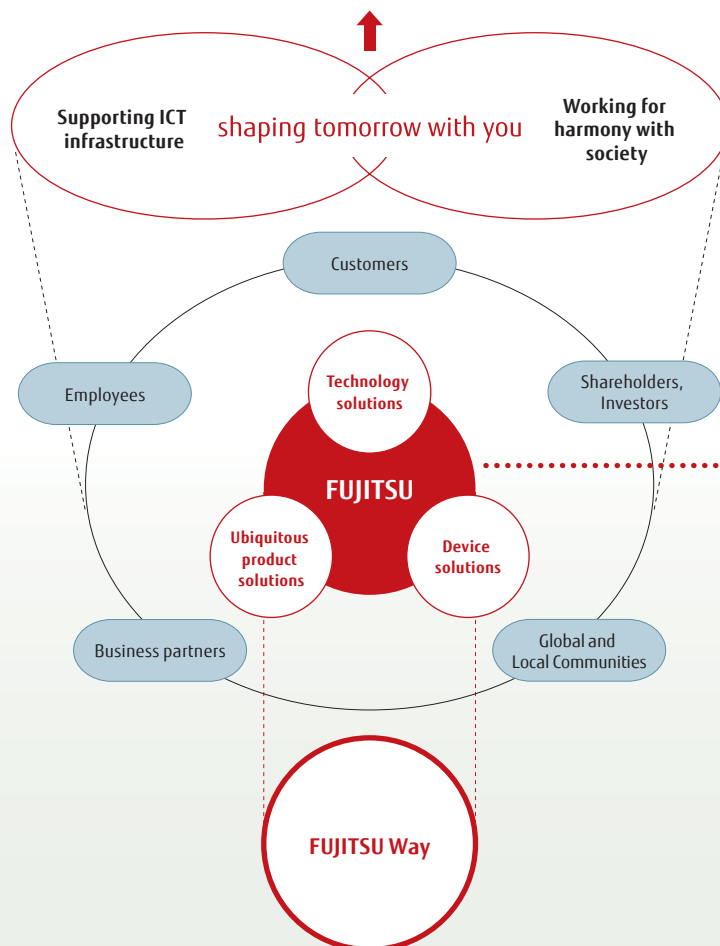 Supporting ICT
infrastructure
shaping tomorrow with you
Working for
harmony with
society
Customers
Employees
Shareholders,
Investors
Technology
solutions
FUJITSU
Ubiquitous
product
solutions
Device
solutions
Business partners
Global and
Local Communities
FUJITSU Way